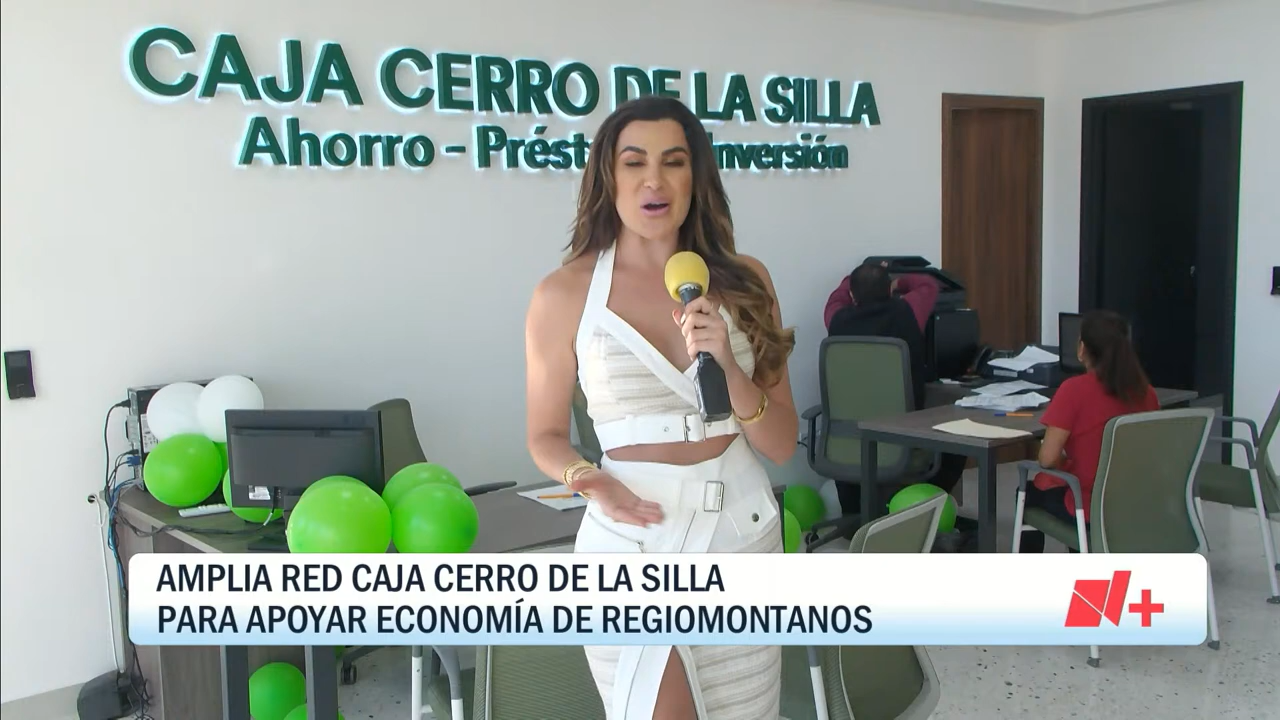 CAJA CERRO DE LA SILLA
Ahorro - Prést Inversión
AMPLIA RED CAJA CERRO DE LA SILLA
PARA APOYAR ECONOMÍA DE REGIOMONTANOS
N+